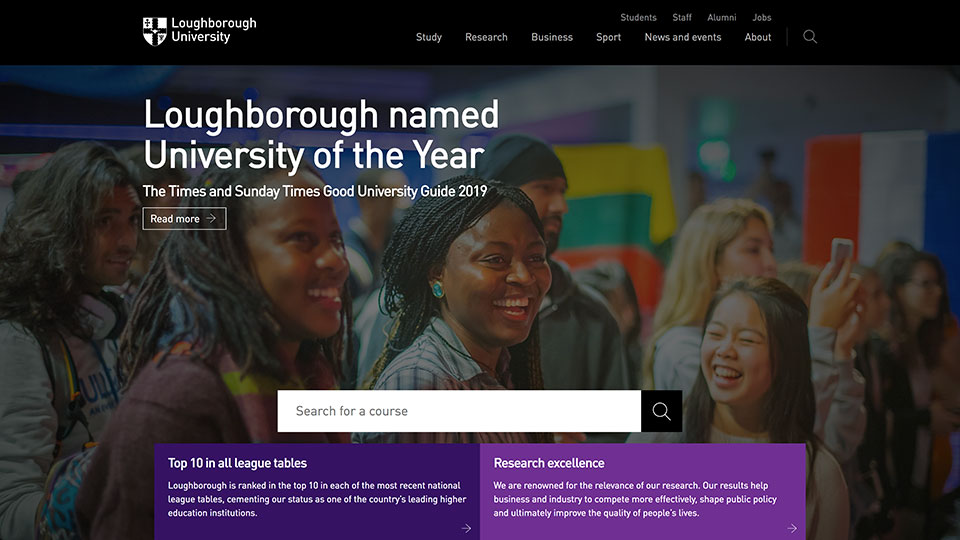 Loughborough
University
Students Staff Alumni Jobs
Study Research Business Sport News and events About
Loughborough named
University of the Year
The Times and Sunday Times Good University Guide 2019
Read more
Search for a course
Top 10 in all league tables
Loughborough is ranked in the top 10 in each of the most recent national
league tables, cementing our status as one of the country's leading higher
education institutions.
Research excellence
We are renowned for the relevance of our research. Our results help
business and industry to compete more effectively, shape public policy
and ultimately improve the quality of people's lives.